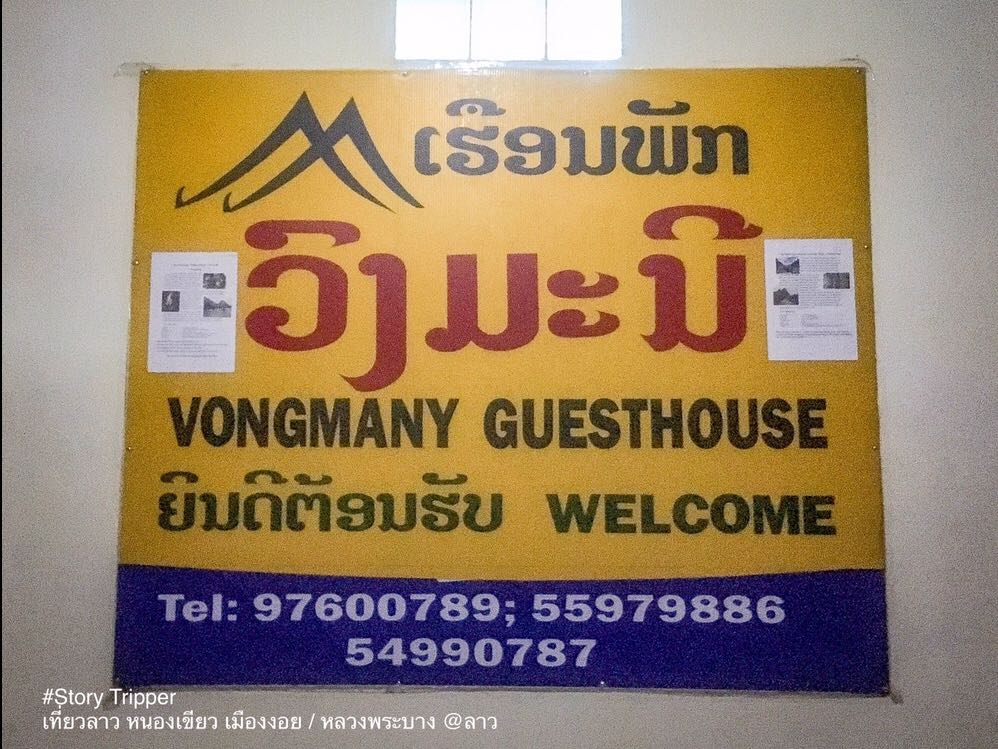 ເຮືອນພັກ
ວົງມະນີ
VONGMANY GUESTHOUSE
ຍິນດີຕ້ອນຮັບ WELCOME
Tel: 97600789; 55979886
54990787
#Story Tripper
เที่ยวลาว หนองเขียว เมืองงอย / หลวงพระบาง @ลาว